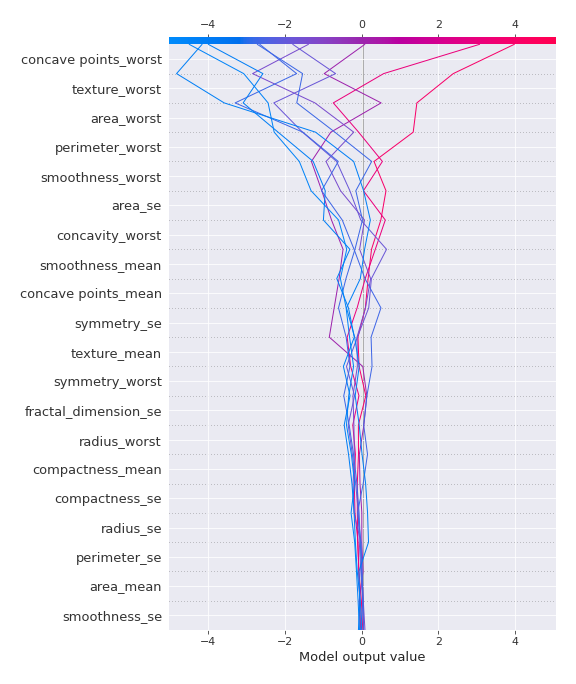 −4 −2 0 2 4
concave points_worst
texture_worst
area_worst
perimeter_worst
smoothness_worst
area_se
concavity_worst
smoothness_mean
concave points_mean
symmetry_se
texture_mean
symmetry_worst
fractal_dimension_se
radius_worst
compactness_mean
compactness_se
radius_se
perimeter_se
area_mean
smoothness_se
−4 −2 0 2 4
Model output value